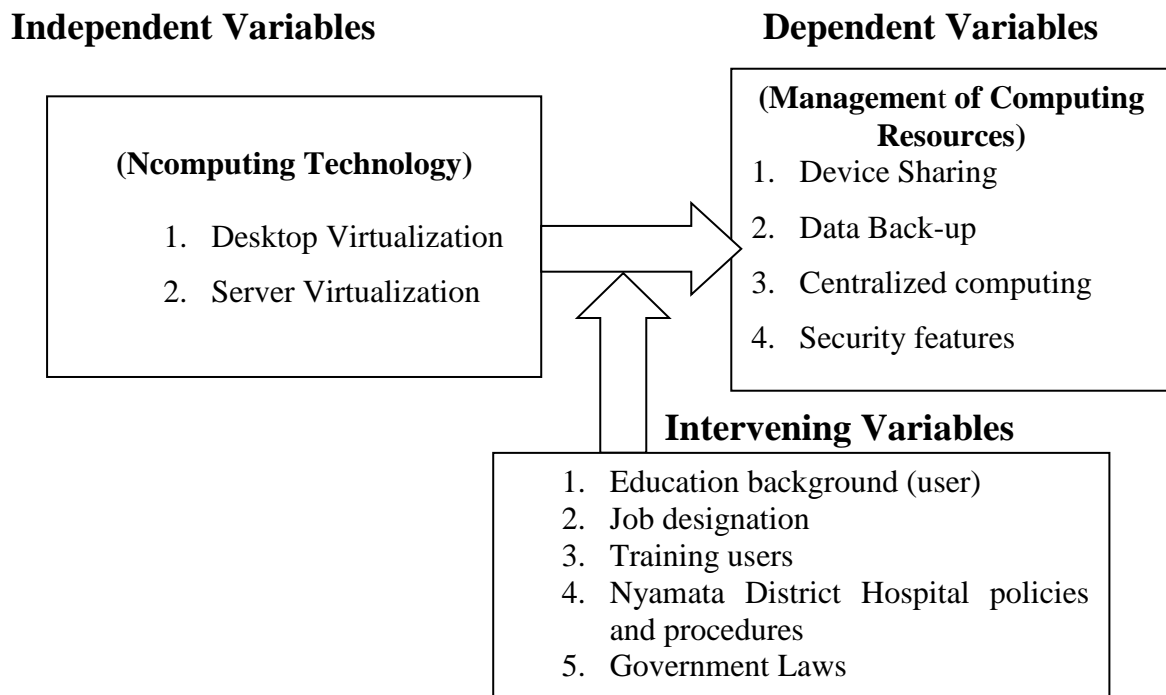 Independent Variables
(Ncomputing Technology)
1. Desktop Virtualization
2. Server Virtualization
Dependent Variables
(Management of Computing
Resources)
1. Device Sharing
2. Data Back-up
3. Centralized computing
4. Security features
Intervening Variables
1. Education background (user)
2. Job designation
3. Training users
4. Nyamata District Hospital policies
and procedures
5. Government Laws